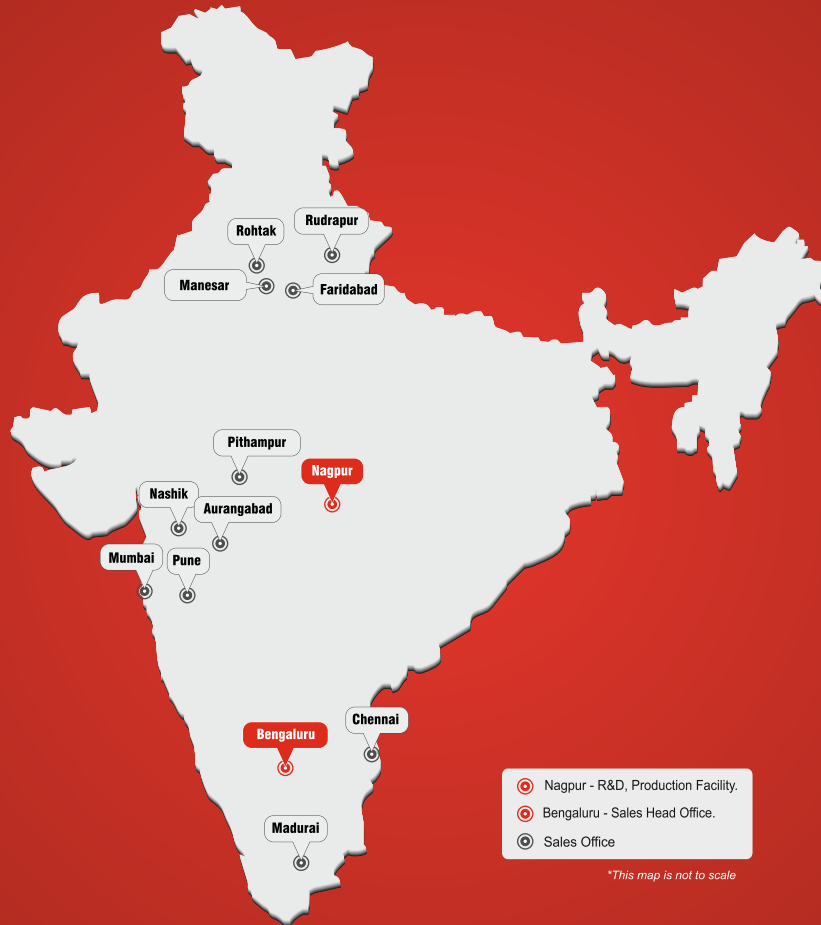 Rudrapur
Rohtak
Manesar
Faridabad
Pithampur
Nagpur
Nashik
Aurangabad
Mumbai
Pune
Chennai
Bengaluru
Madurai
Nagpur - R&D, Production Facility.
Bengaluru - Sales Head Office.
Sales Office
*This map is not to scale